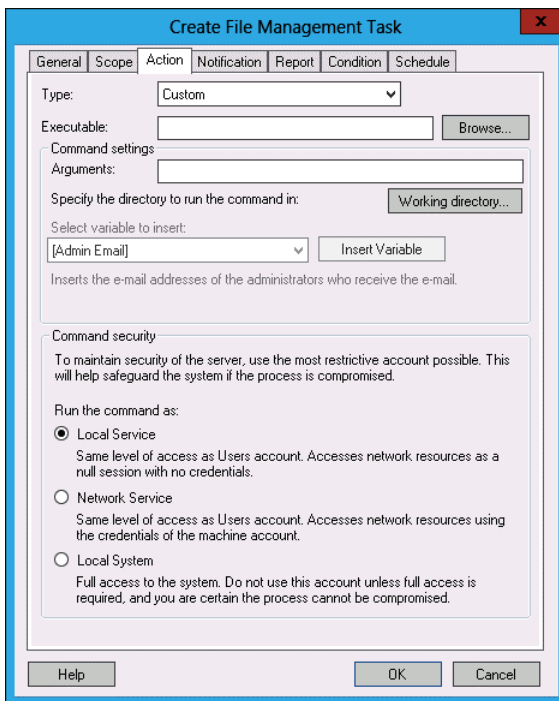 Create File Management Task
x
General Scope Action Notification Report Condition Schedule
Type: Custom
Executable: Browse...
Command settings
Arguments:
Specify the directory to run the command in: Working directory...
Select variable to insert:
[Admin Email] Insert Variable
Inserts the e-mail addresses of the administrators who receive the e-mail.
Command security
To maintain security of the server, use the most restrictive account possible. This
will help safeguard the system if the process is compromised.
Run the command as:
Local Service
Same level of access as Users account. Accesses network resources as a
null session with no credentials.
Network Service
Same level of access as Users account. Accesses network resources using
the credentials of the machine account.
Local System
Full access to the system. Do not use this account unless full access is
required, and you are certain the process cannot be compromised.
Help OK Cancel